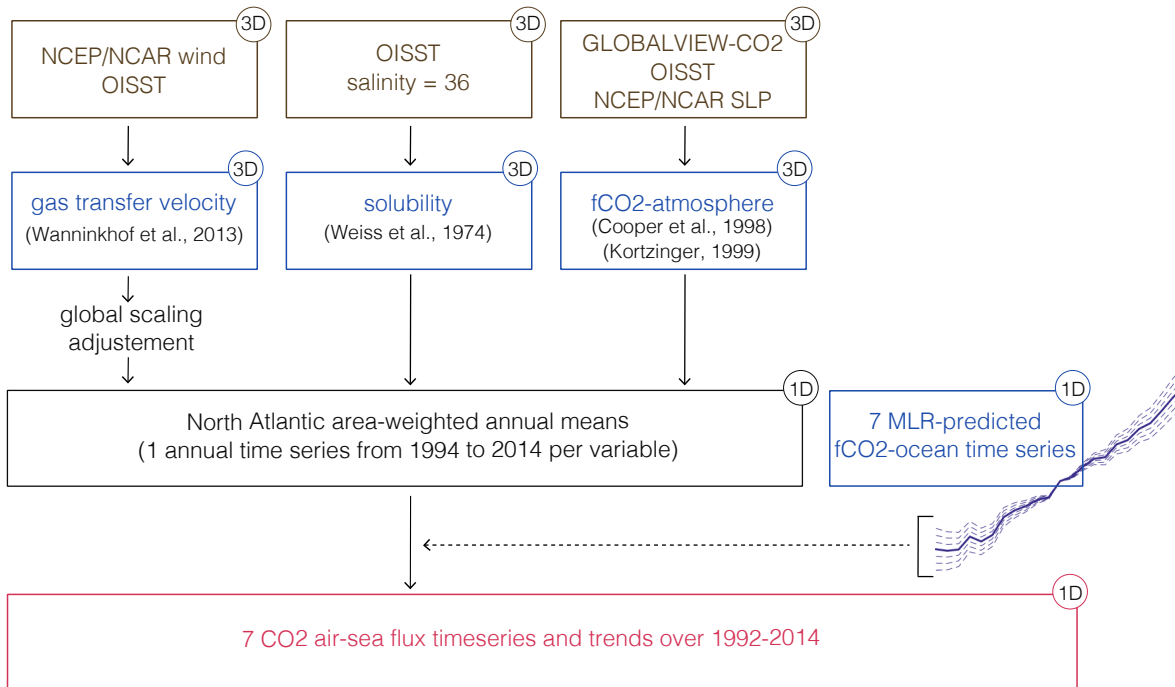 3D
NCEP/NCAR wind
OISST
3D
OISST
salinity = 36
3D
GLOBALVIEW-CO2
OISST
NCEP/NCAR SLP
3D
gas transfer velocity
(Wanninkhof et al., 2013)
3D
solubility
(Weiss et al., 1974)
3D
fCO2-atmosphere
(Cooper et al., 1998)
(Kortzinger, 1999)
global scaling
adjustement
1D
North Atlantic area-weighted annual means
(1 annual time series from 1994 to 2014 per variable)
1D
7 MLR-predicted
fCO2-ocean time series
1D
7 CO2 air-sea flux timeseries and trends over 1992-2014